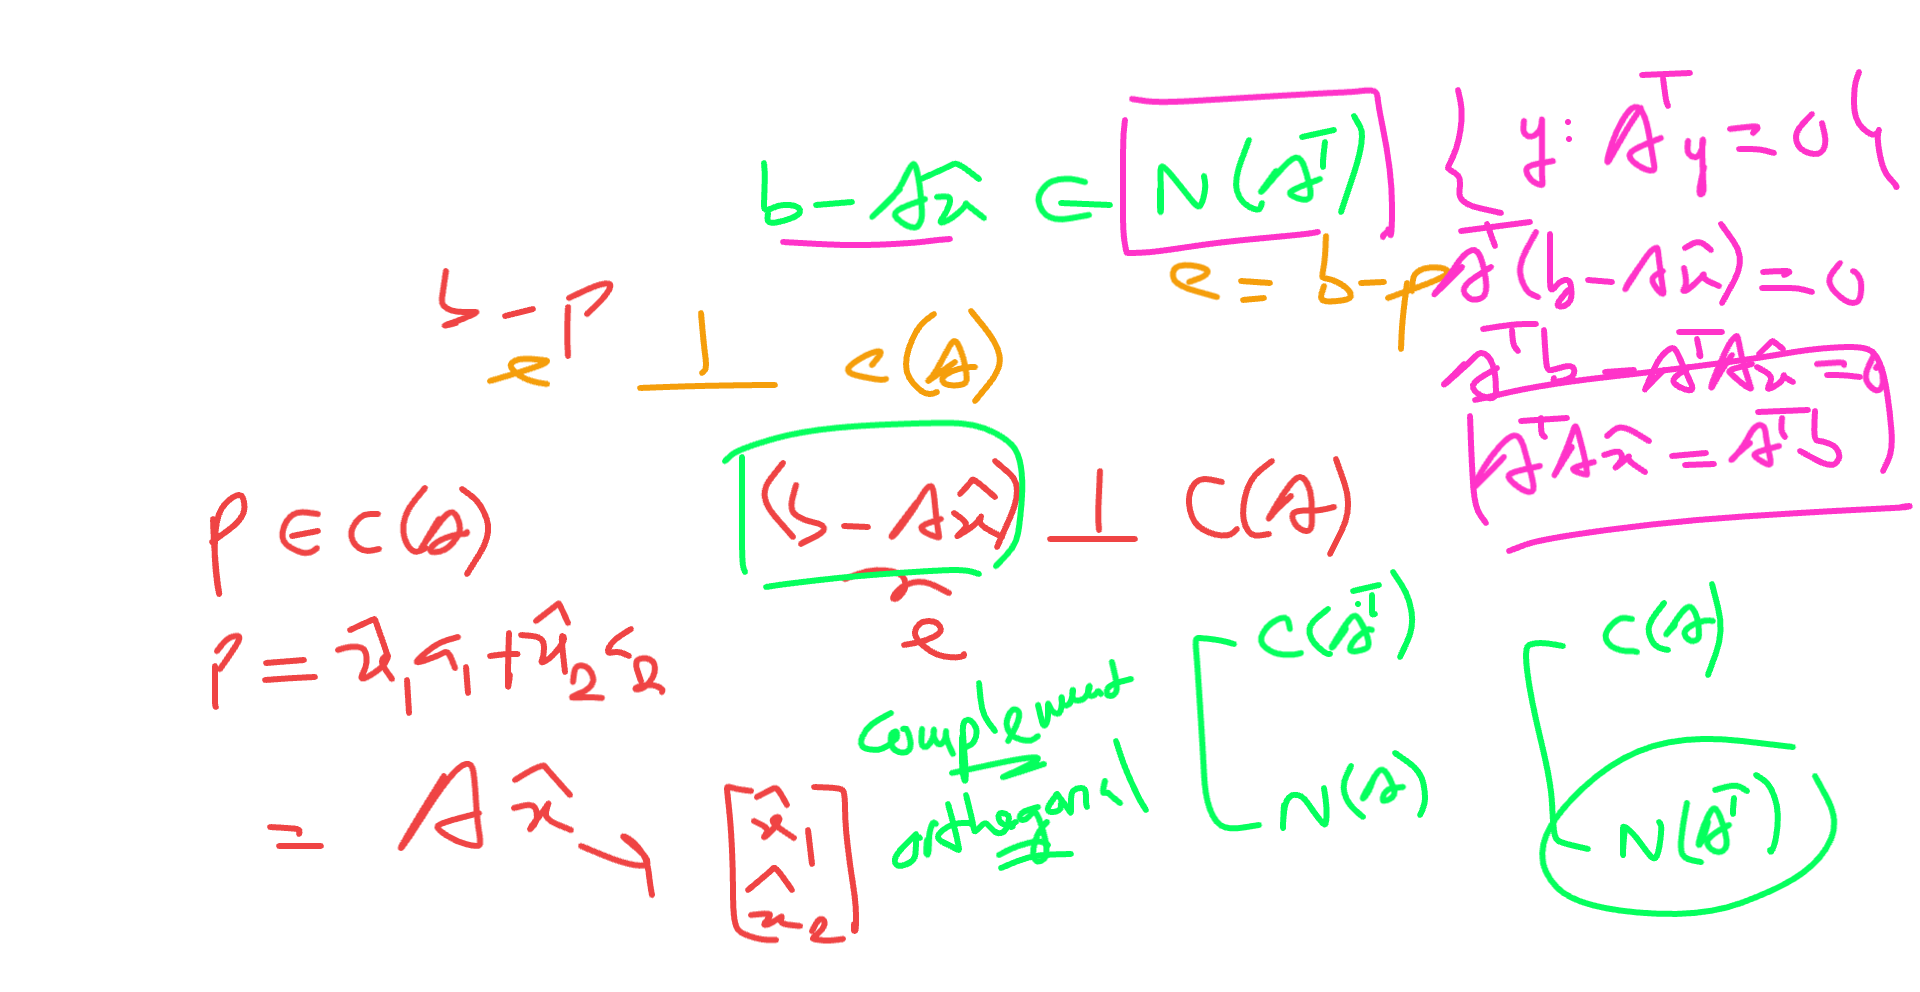 b - Ax̂ ∈ N(Aᵀ) { y: Aᵀy = 0 }
e = b - p
Aᵀ(b - Ax̂) = 0
b - p
e ⊥ C(A)
Aᵀb - AᵀAx̂ = 0
AᵀAx̂ = Aᵀb
p ∈ C(A)
(b - Ax̂) ⊥ C(A)
e
p = x̂₁a₁ + x̂₂a₂
= Ax̂
[x̂₁
x̂₂]
complement
orthogonal
C(Aᵀ)
N(A)
C(A)
N(Aᵀ)